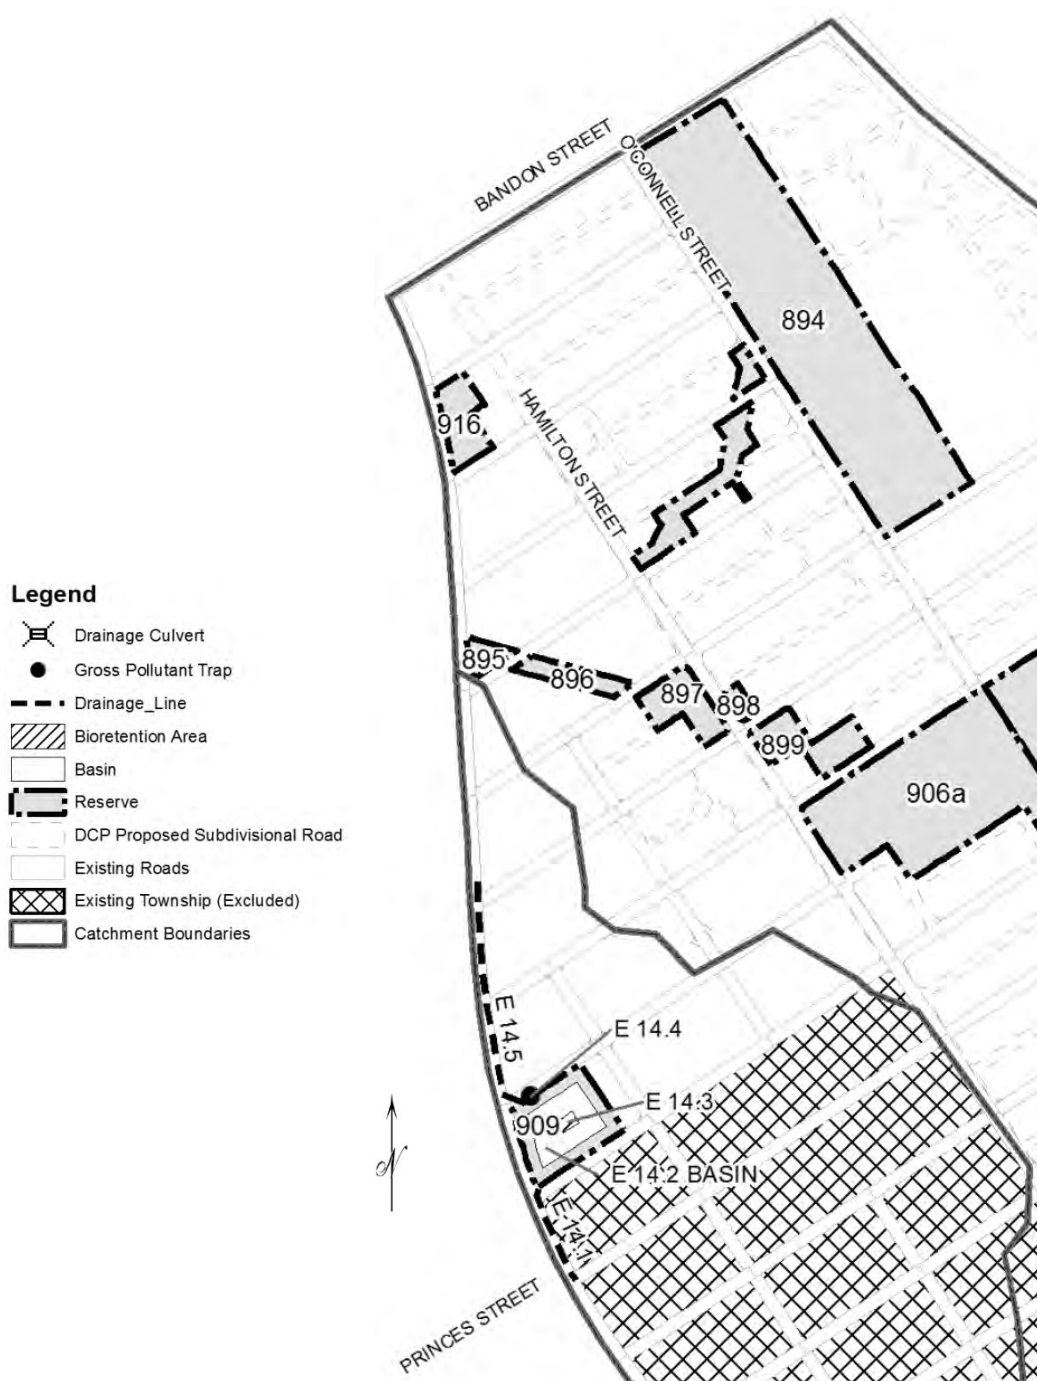 BANDON STREET
O'CONNELL STREET
894
916
HAMILTON STREET
895
896
897
898
899
906a
Legend
Drainage Culvert
Gross Pollutant Trap
Drainage_Line
Bioretention Area
Basin
Reserve
DCP Proposed Subdivisional Road
Existing Roads
Existing Township (Excluded)
Catchment Boundaries
E 14.5
E 14.4
E 14.3
909
E 14.2 BASIN
E 14.1
N
PRINCES STREET